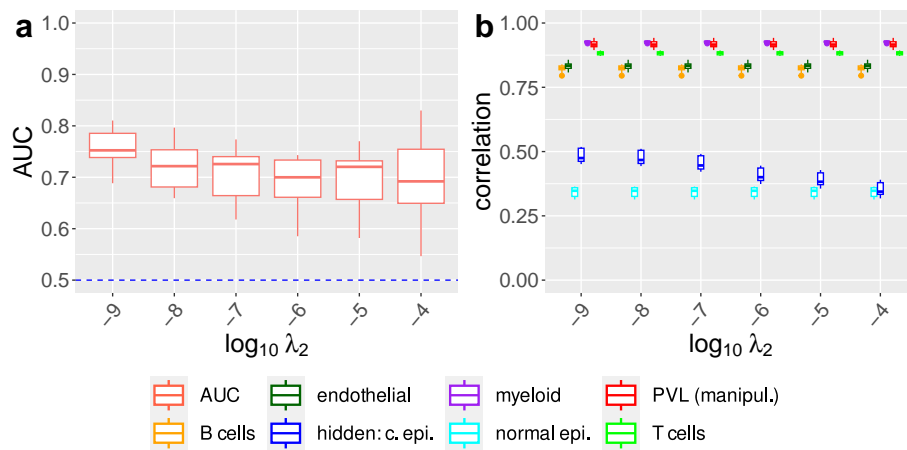 a
1.0
0.9
0.8
0.7
0.6
0.5
AUC
-9
-8
-7
-6
-5
-4
log10 λ2
b
1.00
0.75
0.50
0.25
0.00
correlation
-9
-8
-7
-6
-5
-4
log10 λ2
AUC
endothelial
myeloid
PVL (manipul.)
B cells
hidden: c. epi.
normal epi.
T cells